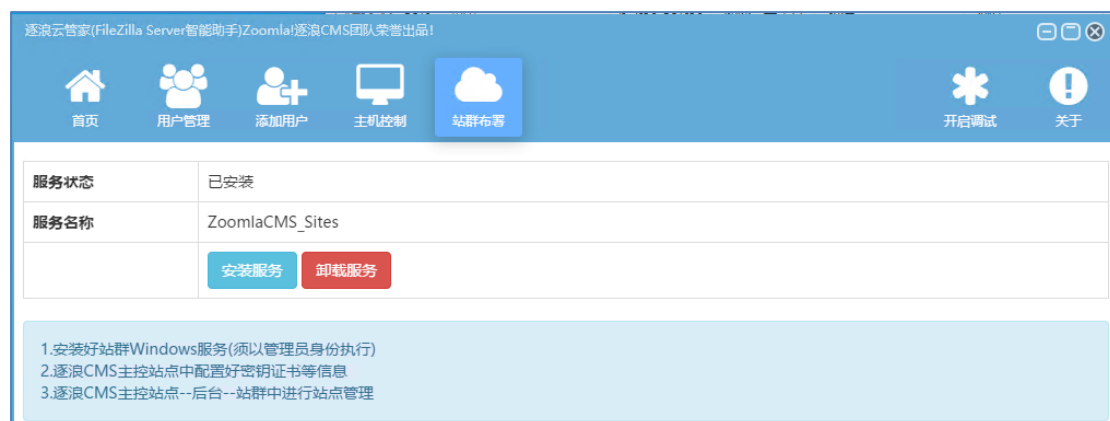 逐浪云管家(FileZilla Server智能助手)Zoomla!逐浪CMS团队荣誉出品!
首页 用户管理 添加用户 主机控制 站群布署 开启调试 关于
服务状态 已安装
服务名称 ZoomlaCMS_Sites
安装服务 卸载服务
1.安装好站群Windows服务(须以管理员身份执行)
2.逐浪CMS主控站点中配置好密钥证书等信息
3.逐浪CMS主控站点--后台--站群中进行站点管理